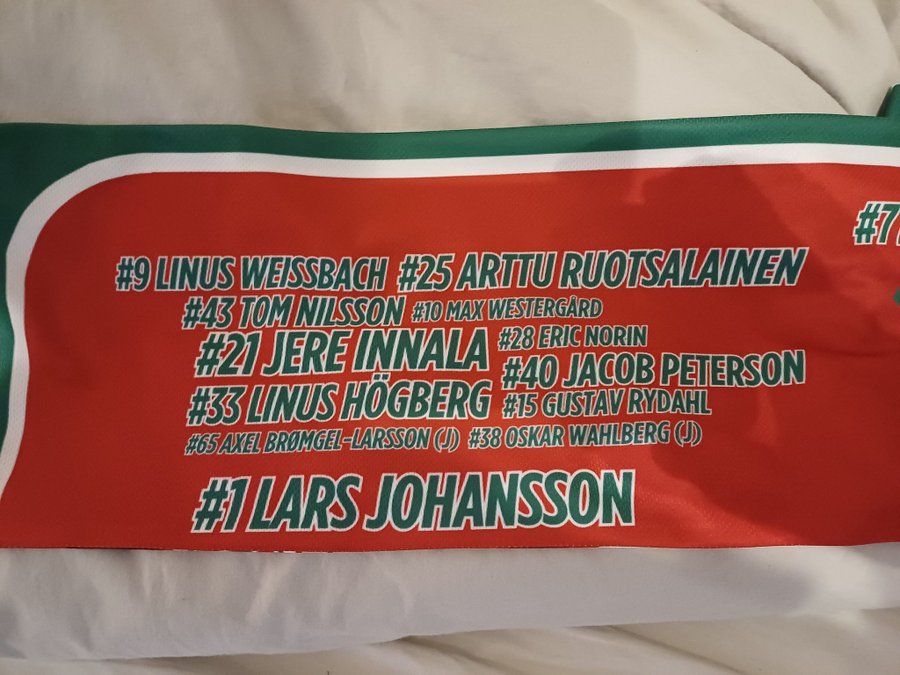 #9 LINUS WEISSBACH #25 ARTTU RUOTSALAINEN
#43 TOM NILSSON #10 MAX WESTERGÅRD
#21 JERE INNALA #28 ERIC NORIN
#40 JACOB PETERSON
#33 LINUS HÖGBERG #15 GUSTAV RYDAHL
#65 AXEL BRØMGEL-LARSSON (J) #38 OSKAR WAHLBERG (J)
#1 LARS JOHANSSON